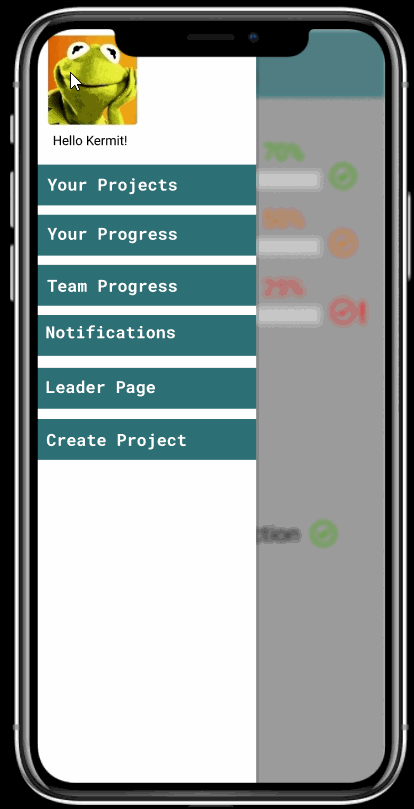 Hello Kermit!
Your Projects
Your Progress
Team Progress
Notifications
Leader Page
Create Project